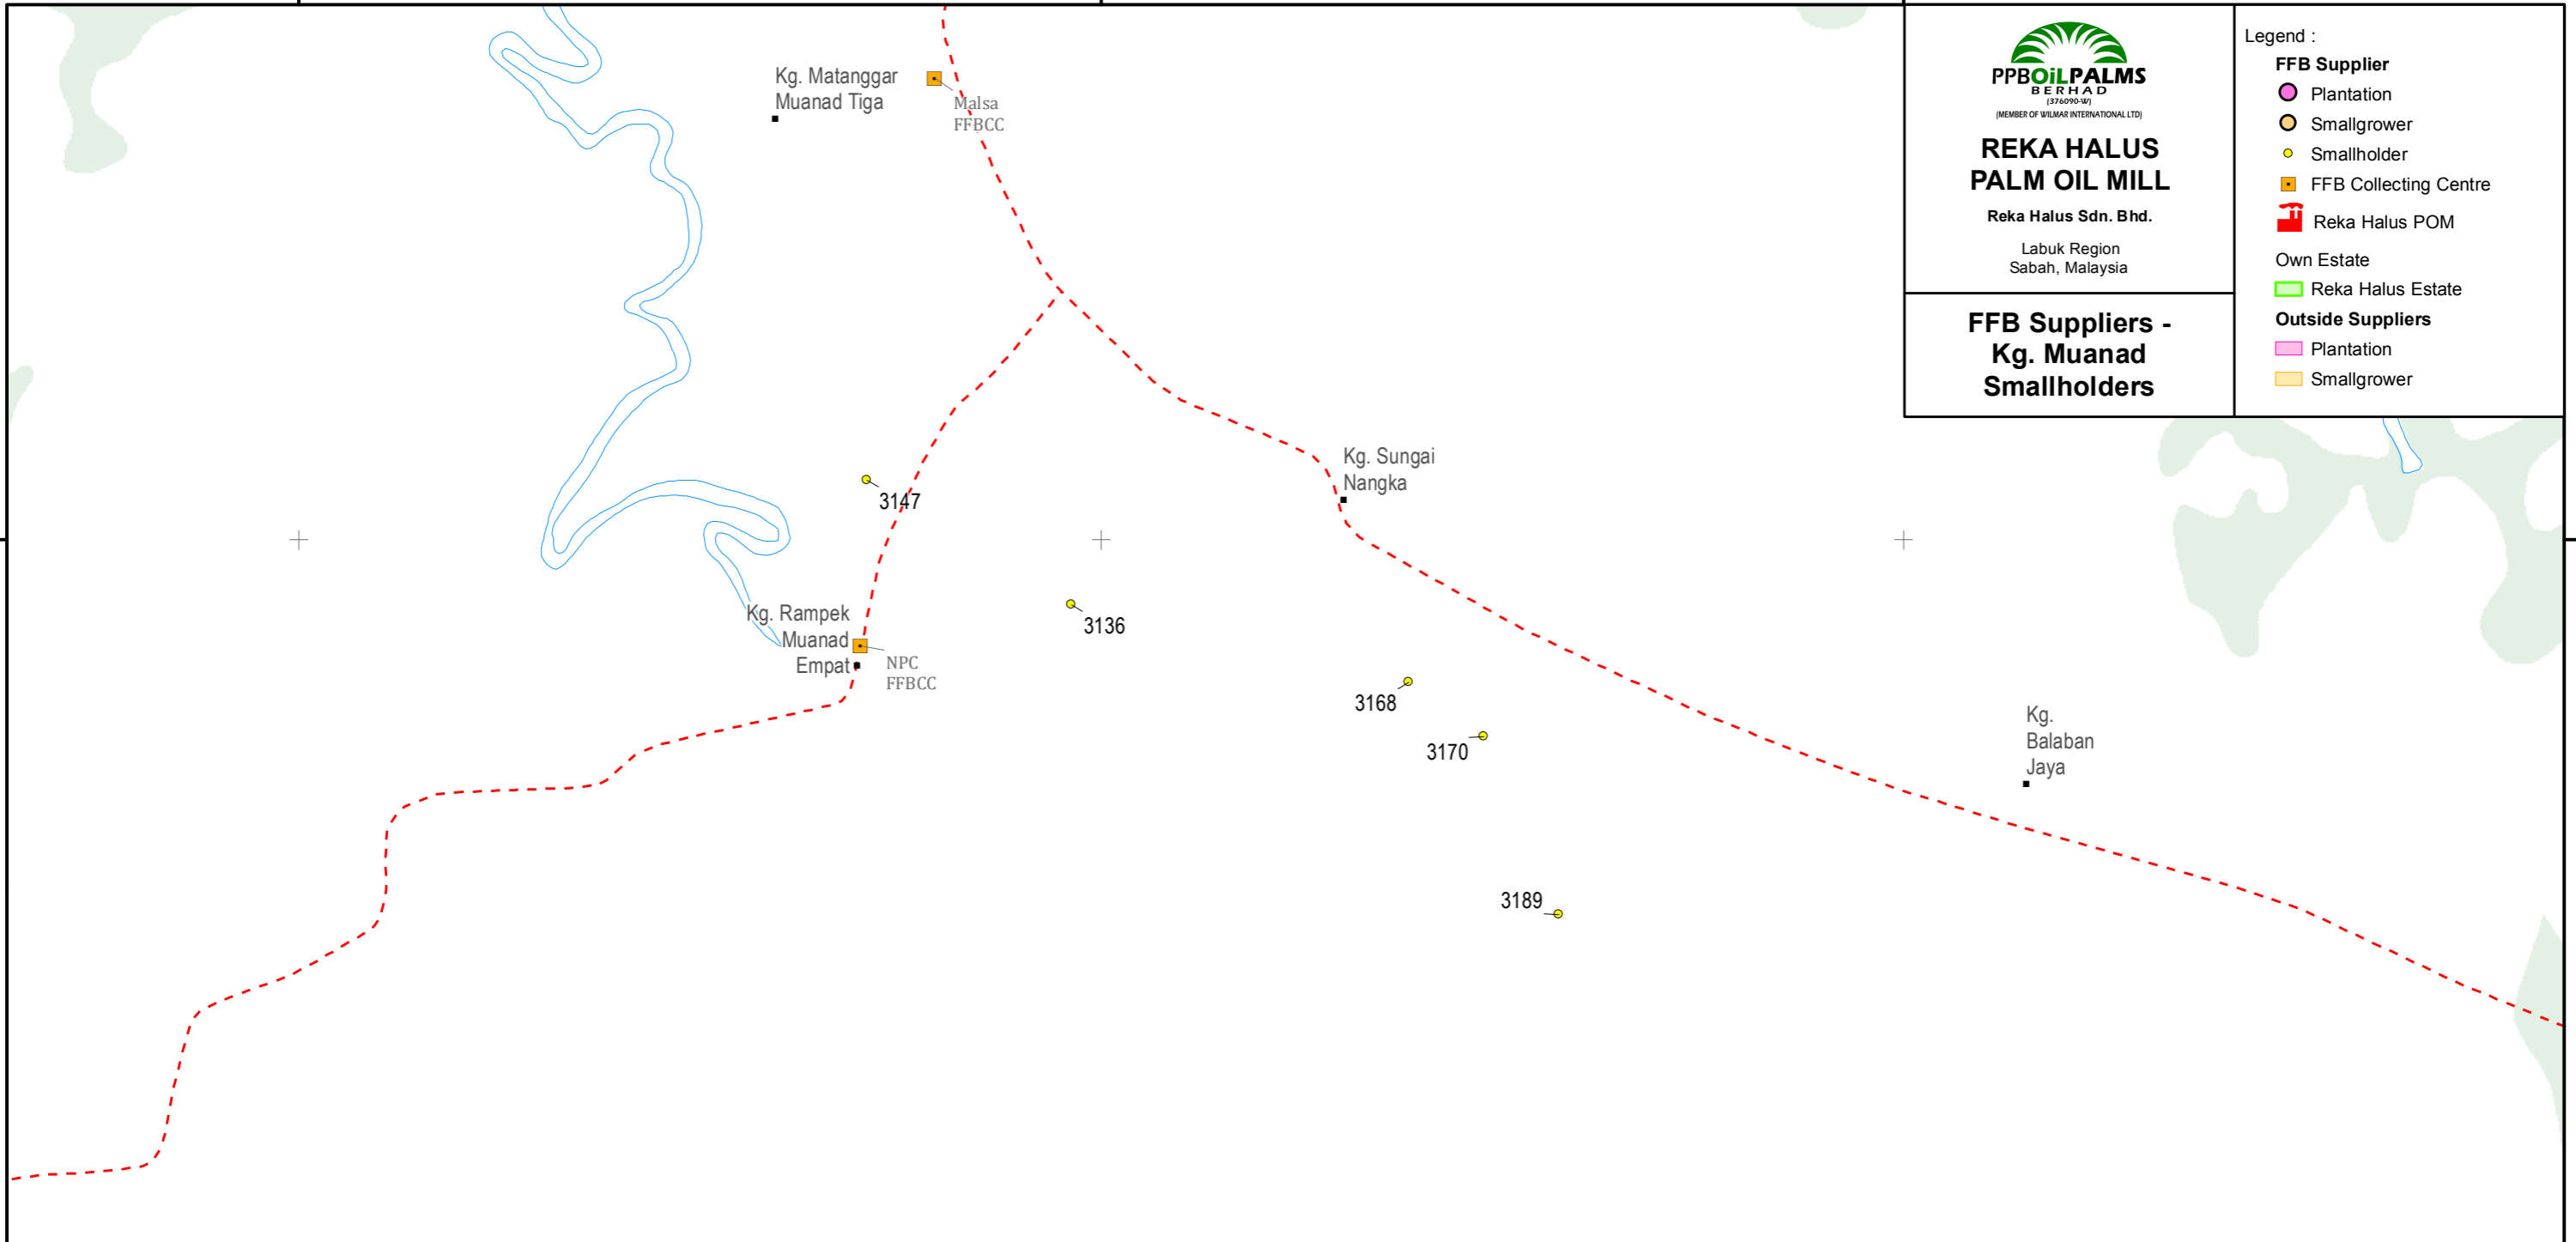 Kg. Matanggar
Muanad Tiga
Malsa
FFBCC
3147
Kg. Sungai
Nangka
3136
Kg. Rampek
Muanad
Empat
NPC
FFBCC
3168
3170
Kg.
Balaban
Jaya
3189
PPBOiLPALMS
BERHAD
(376090-W)
(MEMBER OF WILMAR INTERNATIONAL LTD)
REKA HALUS
PALM OIL MILL
Reka Halus Sdn. Bhd.
Labuk Region
Sabah, Malaysia
FFB Suppliers -
Kg. Muanad
Smallholders
Legend :
FFB Supplier
Plantation
Smallgrower
Smallholder
FFB Collecting Centre
Reka Halus POM
Own Estate
Reka Halus Estate
Outside Suppliers
Plantation
Smallgrower